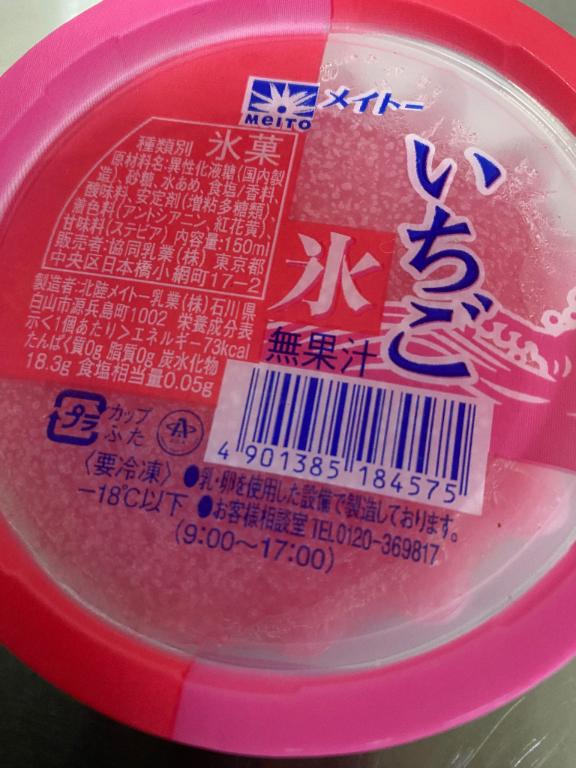 MEITO メイトー
いちご
氷
無果汁
種類別 氷菓
原材料名:異性化液糖(国内製
造)、砂糖、水あめ、食塩/香料、
酸味料、安定剤(増粘多糖類)、
着色料(アントシアニン、紅花黄)、
甘味料(ステビア) 内容量:150ml
販売者:協同乳業(株) 東京都
中央区日本橋小網町17-2
製造者:北陸メイトー乳業(株)石川県
白山市源兵島町1002 栄養成分表
示<1個あたり>エネルギー73kcal
たんぱく質0g 脂質0g 炭水化物
18.3g 食塩相当量0.05g
プラ カップ
ふた
4 901385 184575
〈要冷凍〉 ●乳・卵を使用した設備で製造しております。
-18℃以下 ●お客様相談室 TEL0120-369817
(9:00～17:00)